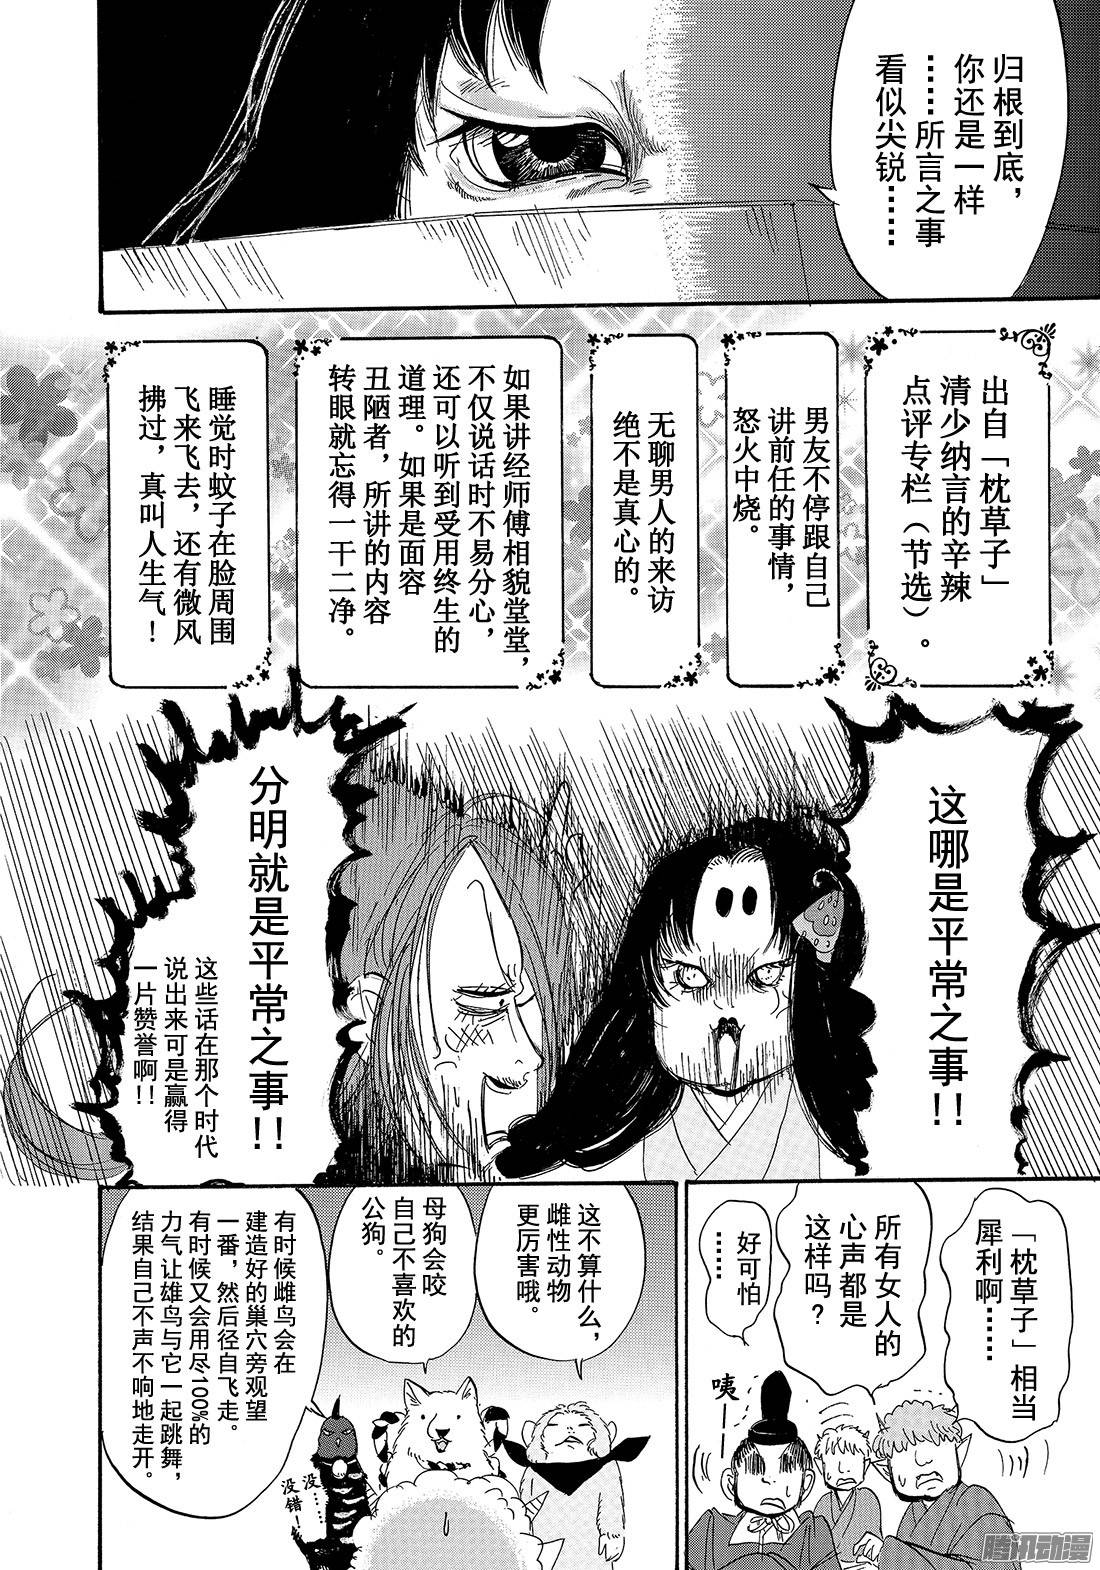 归根到底，
你还是一样
……所言之事
看似尖锐……
出自「枕草子」
清少纳言的辛辣
点评专栏（节选）。
男友不停跟自己
讲前任的事情，
怒火中烧。
无聊男人的来访
绝不是真心的。
如果讲经师傅相貌堂堂，
不仅说话时不易分心，
还可以听到受用终生的
道理。如果是面容
丑陋者，所讲的内容
转眼就忘得一干二净。
睡觉时蚊子在脸周围
飞来飞去，还有微风
拂过，真叫人生气！
这哪是平常之事!!
分明就是平常之事!!
这些话在那个时代
说出来可是赢得
一片赞誉啊!!
「枕草子」相当
犀利啊……
所有女人的
心声都是
这样吗？
好可怕
……
咦
这不算什么，
雌性动物
更厉害哦。
母狗会咬
自己不喜欢的
公狗。
有时候雌鸟会在
建造好的巢穴旁观望
一番，然后径自飞走。
有时候又会用尽100%的
力气让雄鸟与它一起跳舞，
结果自己不声不响地走开。
没……
没错！
腾讯动漫